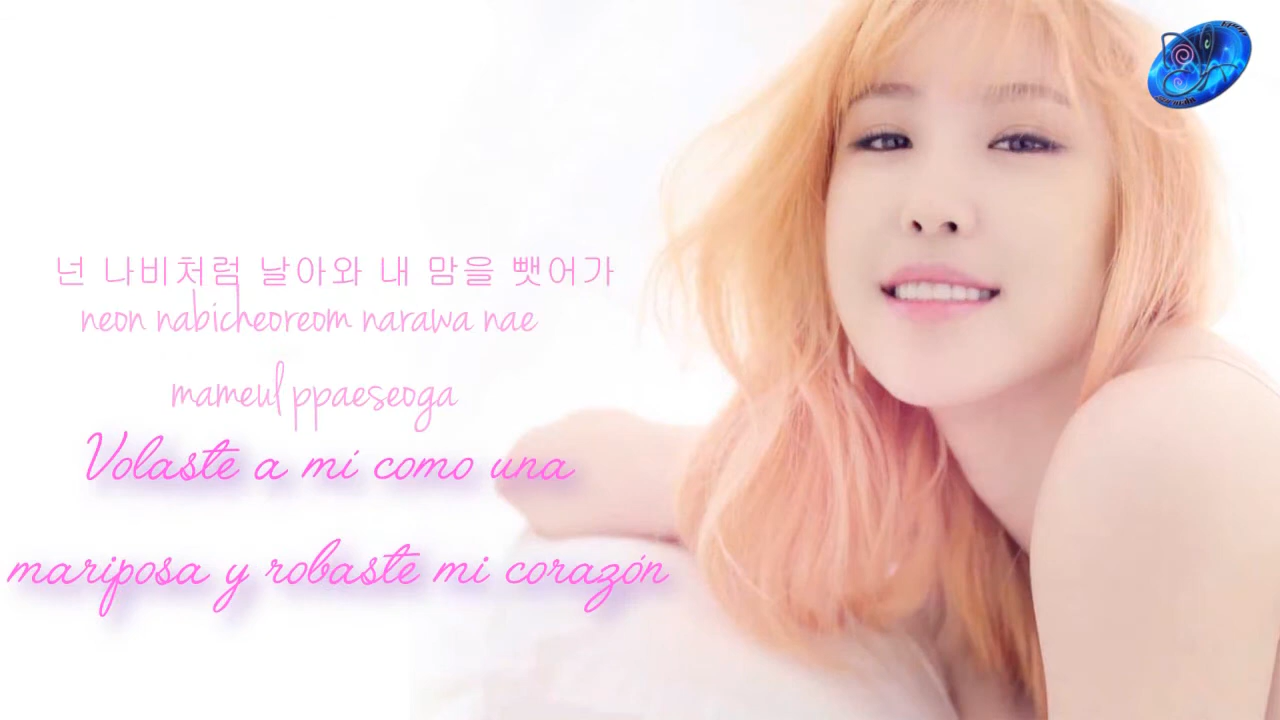 넌 나비처럼 날아와 내 맘을 뺏어가
neon nabicheoreom narawa nae
mameul ppaeseoga
Volaste a mí como una
mariposa y robaste mi corazón